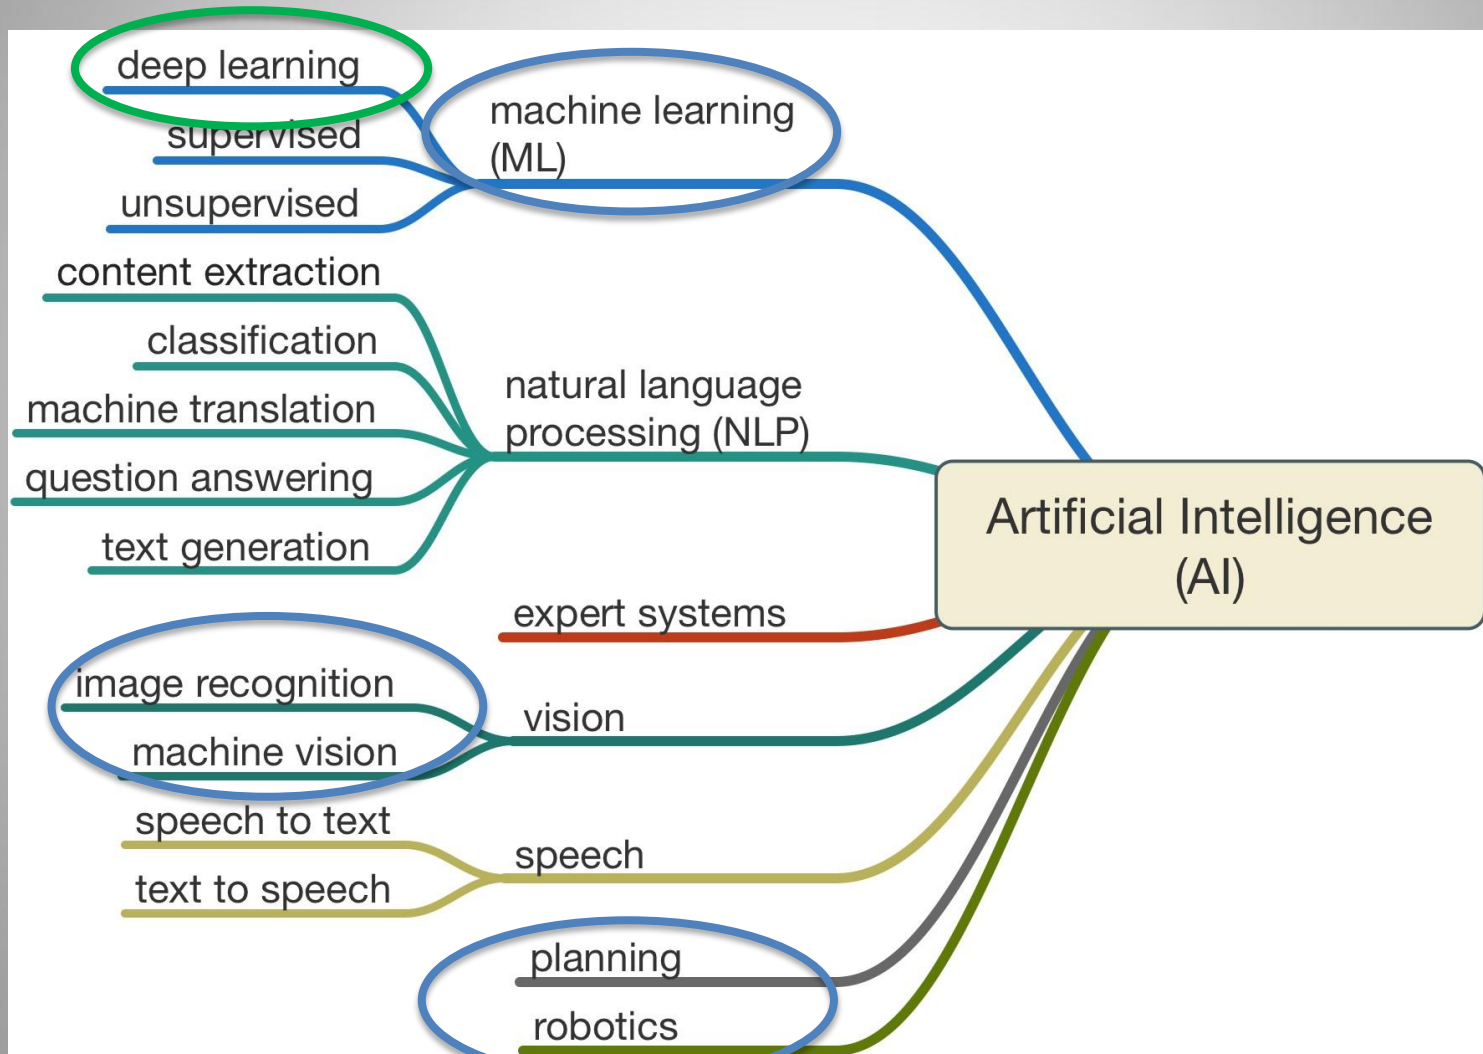 deep learning
machine learning
(ML)
supervised
unsupervised
content extraction
classification
machine translation
natural language
processing (NLP)
question answering
text generation
Artificial Intelligence
(AI)
expert systems
image recognition
vision
machine vision
speech to text
speech
text to speech
planning
robotics